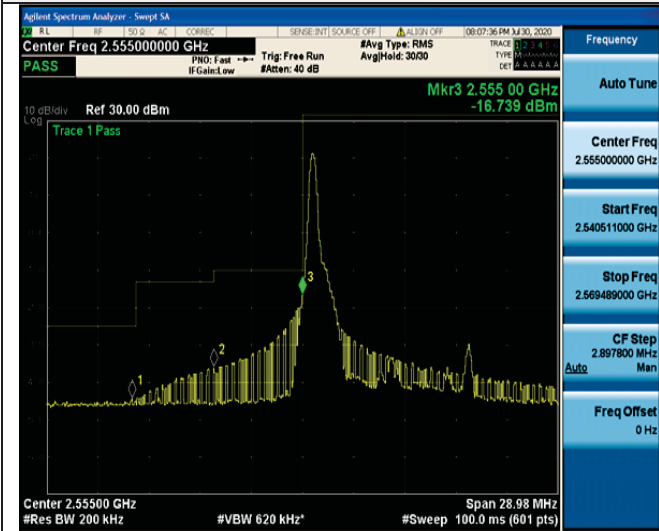 Agilent Spectrum Analyzer - Swept SA
RL RF 50 Ω AC CORREC SENSE:INT SOURCE OFF ALIGN OFF 08:07:36 PM Jul 30, 2020
Center Freq 2.555000000 GHz #Avg Type: RMS TRACE 1 2 3 4 5 6
PASS PNO: Fast Trig: Free Run Avg|Hold: 30/30 TYPE M
IFGain:Low #Atten: 40 dB DET A A A A A A
Mkr3 2.555 00 GHz
10 dB/div Ref 30.00 dBm -16.739 dBm
Log
Trace 1 Pass
1
2
3
Center 2.55500 GHz Span 28.98 MHz
#Res BW 200 kHz #VBW 620 kHz* #Sweep 100.0 ms (601 pts)
Frequency
Auto Tune
Center Freq
2.555000000 GHz
Start Freq
2.540511000 GHz
Stop Freq
2.569489000 GHz
CF Step
2.897800 MHz
Auto Man
Freq Offset
0 Hz